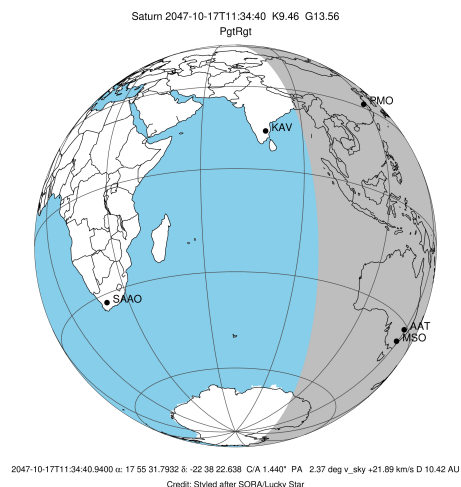 Saturn 2047-10-17T11:34:40 K9.46 G13.56
PgtRgt
PMO
KAV
SAAO
AAT
MSO
2047-10-17T11:34:40.9400 α: 17 55 31.7932 δ: -22 38 22.638 C/A 1.440" PA 2.37 deg v_sky +21.89 km/s D 10.42 AU
Credit: Styled after SORA/Lucky Star